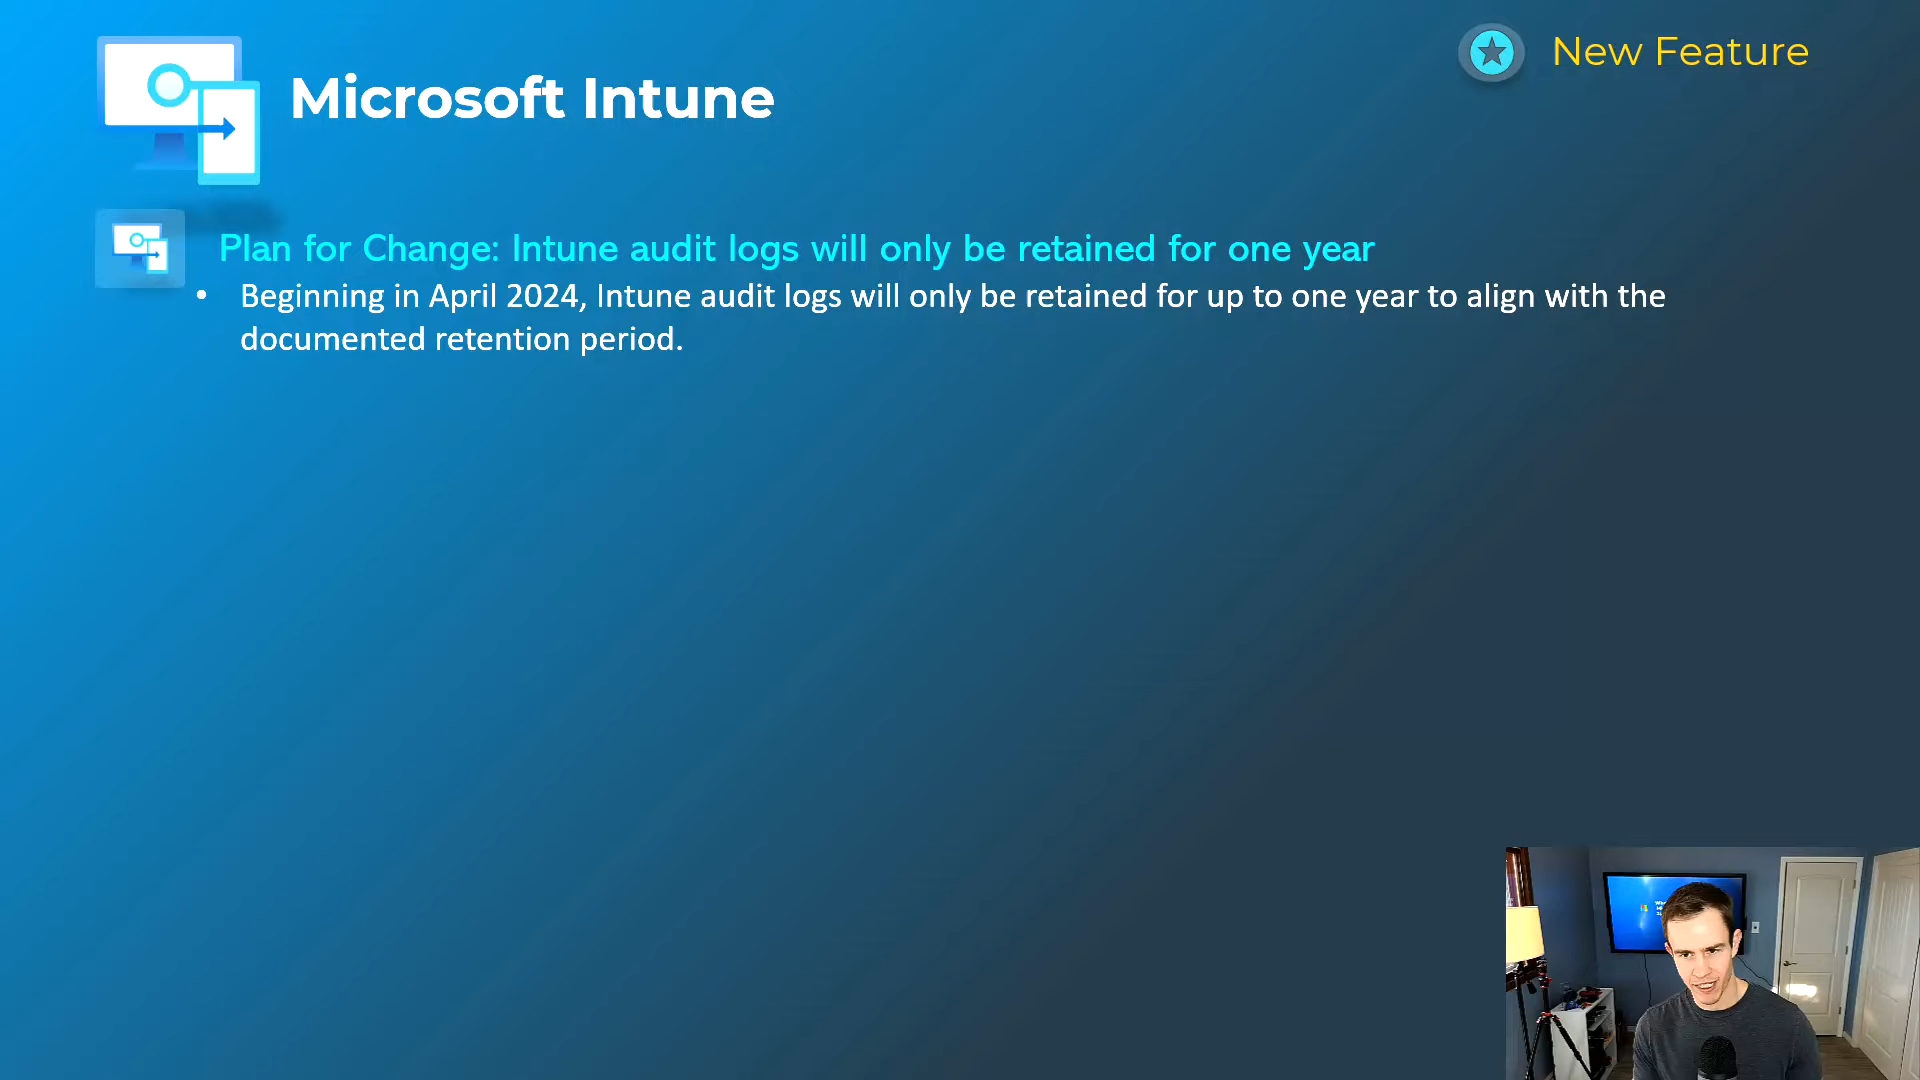 New Feature
Microsoft Intune
Plan for Change: Intune audit logs will only be retained for one year
• Beginning in April 2024, Intune audit logs will only be retained for up to one year to align with the
documented retention period.